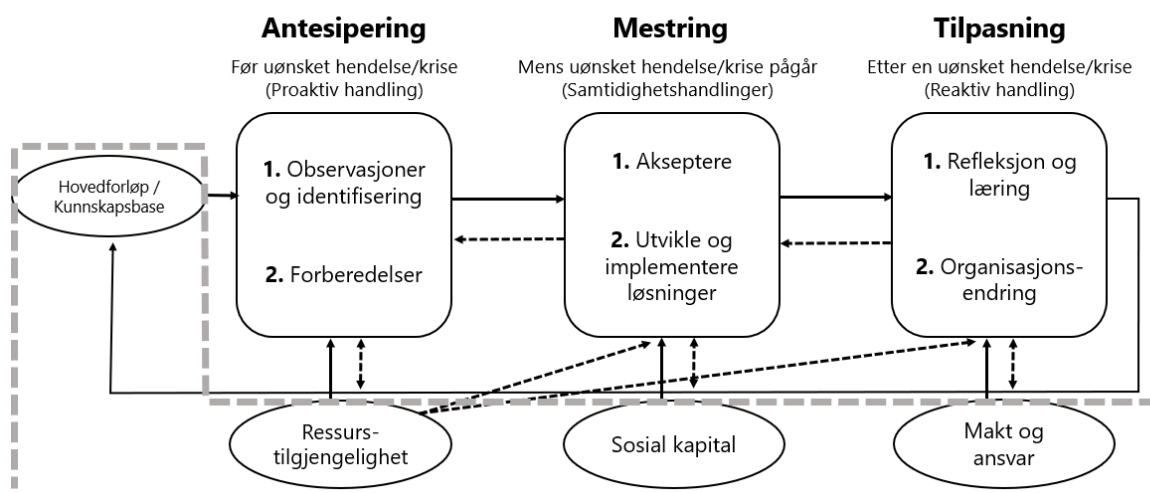 Antesipering
Før uønsket hendelse/krise
(Proaktiv handling)
Mestring
Mens uønsket hendelse/krise pågår
(Samtidighetshandlinger)
Tilpasning
Etter en uønsket hendelse/krise
(Reaktiv handling)
Hovedforløp /
Kunnskapsbase
1. Observasjoner
og identifisering
2. Forberedelser
1. Akseptere
2. Utvikle og
implementere
løsninger
1. Refleksjon og
læring
2. Organisasjons-
endring
Ressurs-
tilgjengelighet
Sosial kapital
Makt og
ansvar